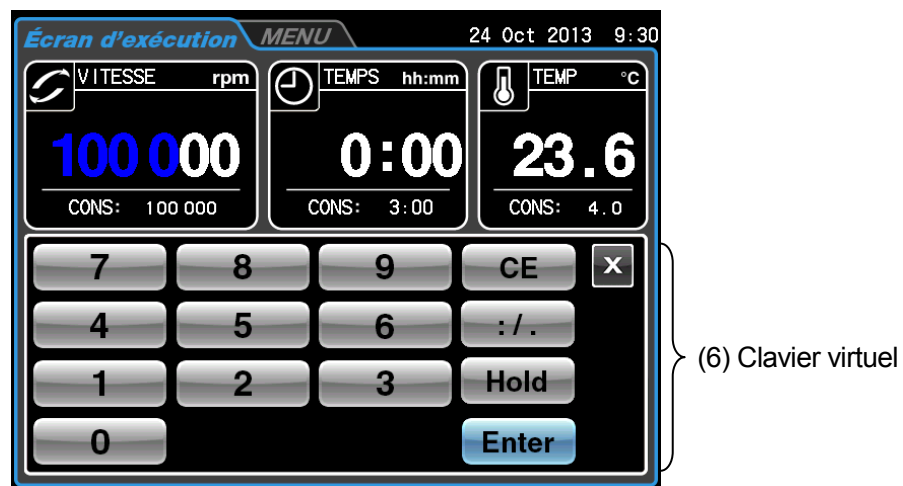 Écran d'exécution MENU 24 Oct 2013 9:30
VITESSE rpm TEMPS hh:mm TEMP °C
100 000 0:00 23.6
CONS: 100 000 CONS: 3:00 CONS: 4.0
7 8 9 CE X
4 5 6 :/.
(6) Clavier virtuel
1 2 3 Hold
0 Enter